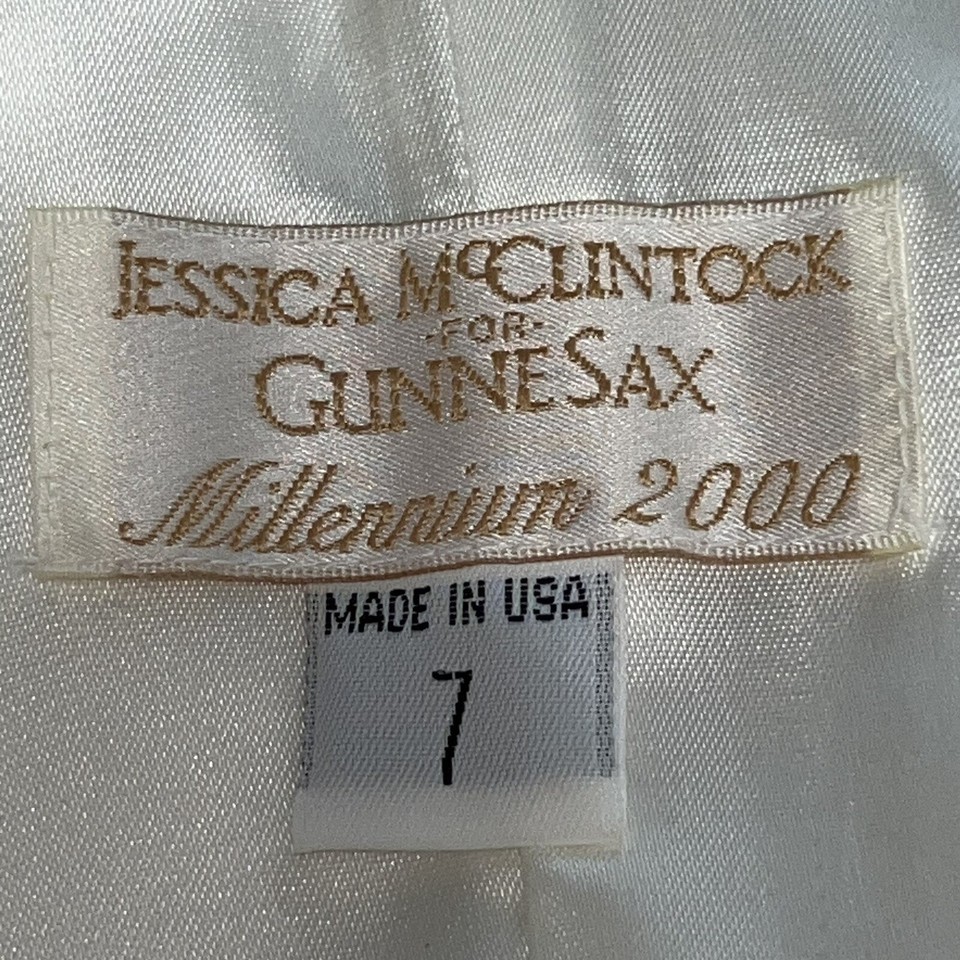 JESSICA McCLINTOCK
-FOR-
GUNNE SAX
Millennium 2000
MADE IN USA
7